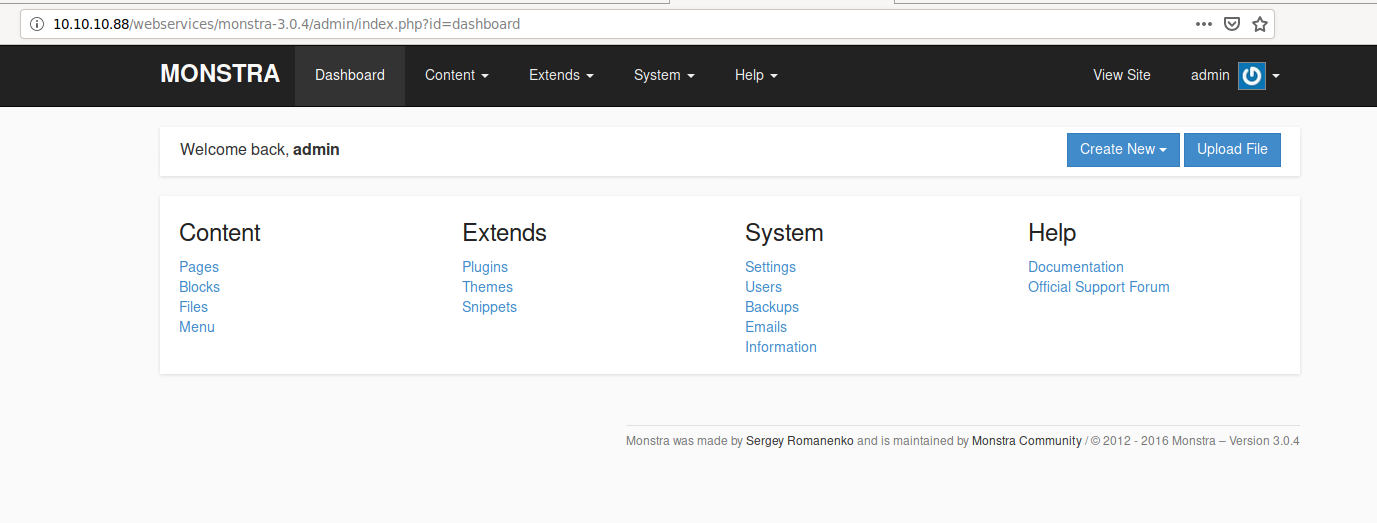 10.10.10.88/webservices/monstra-3.0.4/admin/index.php?id=dashboard
MONSTRA Dashboard Content Extends System Help View Site admin
Welcome back, admin Create New Upload File
Content Extends System Help
Pages Plugins Settings Documentation
Blocks Themes Users Official Support Forum
Files Snippets Backups
Menu Emails
Information
Monstra was made by Sergey Romanenko and is maintained by Monstra Community / © 2012 - 2016 Monstra – Version 3.0.4